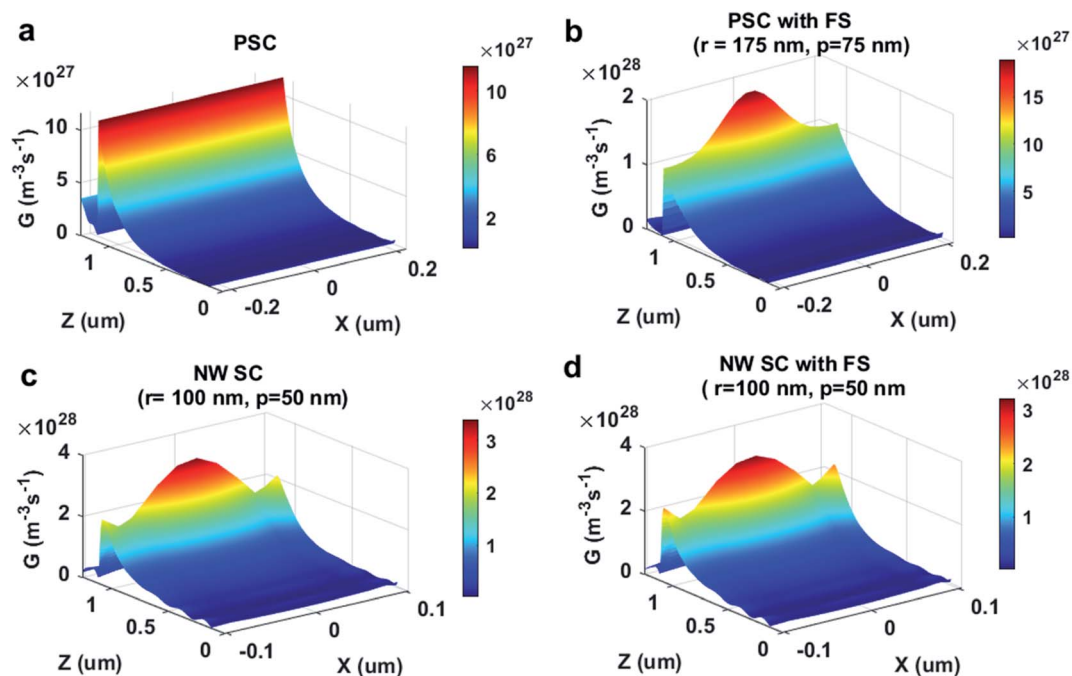 a
PSC
×10^27
G (m^-3 s^-1)
10
5
0
1
0.5
0
Z (um)
-0.2
0
0.2
X (um)
×10^27
10
6
2
b
PSC with FS
(r = 175 nm, p=75 nm)
×10^28
G (m^-3 s^-1)
2
1
0
1
0.5
0
Z (um)
-0.2
0
0.2
X (um)
×10^27
15
10
5
c
NW SC
(r= 100 nm, p=50 nm)
×10^28
G (m^-3 s^-1)
4
2
0
1
0.5
0
Z (um)
-0.1
0
0.1
X (um)
×10^28
3
2
1
d
NW SC with FS
( r=100 nm, p=50 nm
×10^28
G (m^-3 s^-1)
4
2
0
1
0.5
0
Z (um)
-0.1
0
0.1
X (um)
×10^28
3
2
1